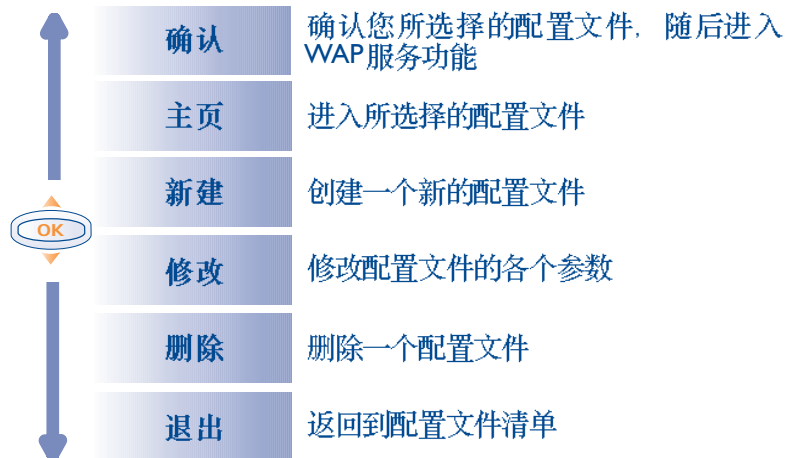 确认
确认您所选择的配置文件, 随后进入
WAP服务功能
主页
进入所选择的配置文件
新建
创建一个新的配置文件
OK
修改
修改配置文件的各个参数
删除
删除一个配置文件
退出
返回到配置文件清单